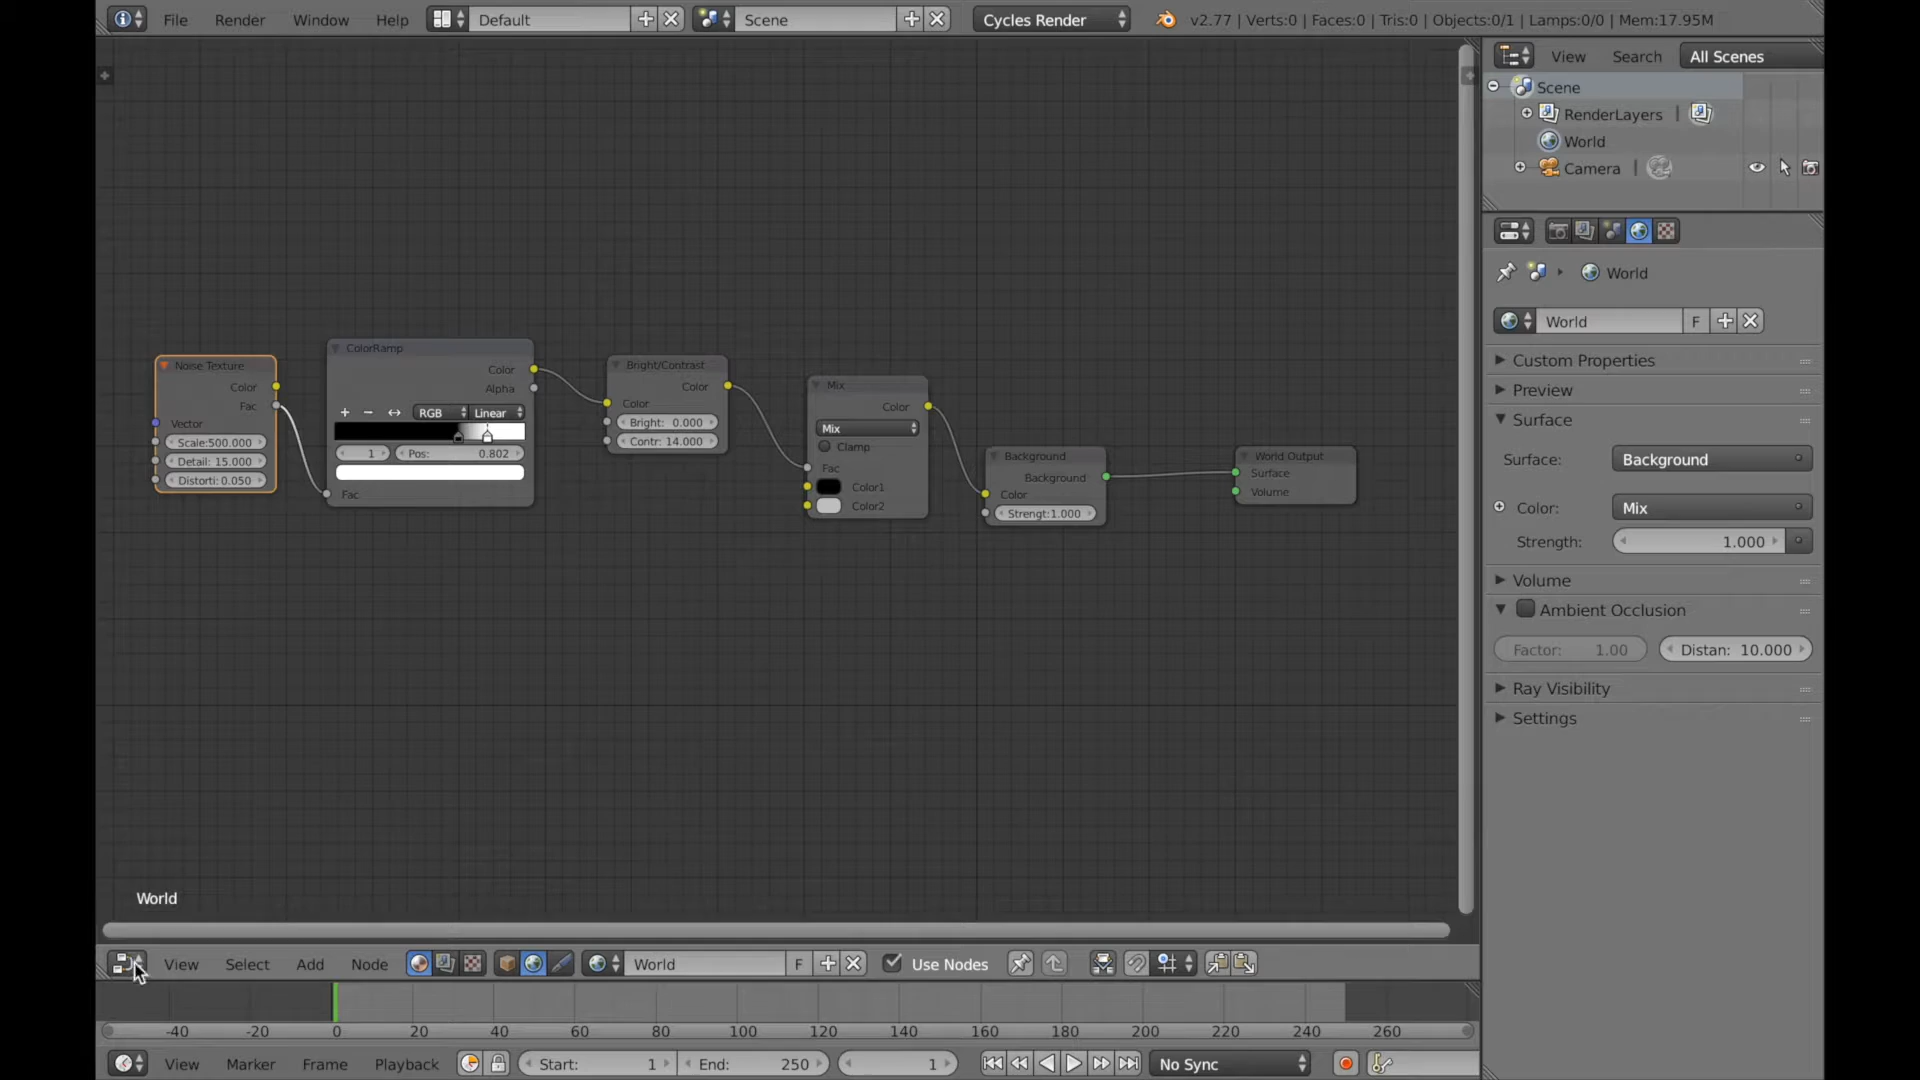 File Render Window Help Default Scene Cycles Render v2.77 | Verts:0 | Faces:0 | Tris:0 | Objects:0/1 | Lamps:0/0 | Mem:17.95M
View Search All Scenes
Scene
RenderLayers
World
Camera
World
World F
Custom Properties
Preview
Surface
Surface: Background
Color: Mix
Strength: 1.000
Volume
Ambient Occlusion
Factor: 1.00 Distan: 10.000
Ray Visibility
Settings
Noise Texture
Color
Fac
Vector
Scale:500.000
Detail: 15.000
Distorti: 0.050
ColorRamp
Color
Alpha
RGB Linear
1 Pos: 0.802
Fac
Bright/Contrast
Color
Color
Bright: 0.000
Contr: 14.000
Mix
Color
Mix
Clamp
Fac
Color1
Color2
Background
Background
Color
Strengt:1.000
World Output
Surface
Volume
World
View Select Add Node World F Use Nodes
-40 -20 0 20 40 60 80 100 120 140 160 180 200 220 240 260
View Marker Frame Playback Start: 1 End: 250 1 No Sync